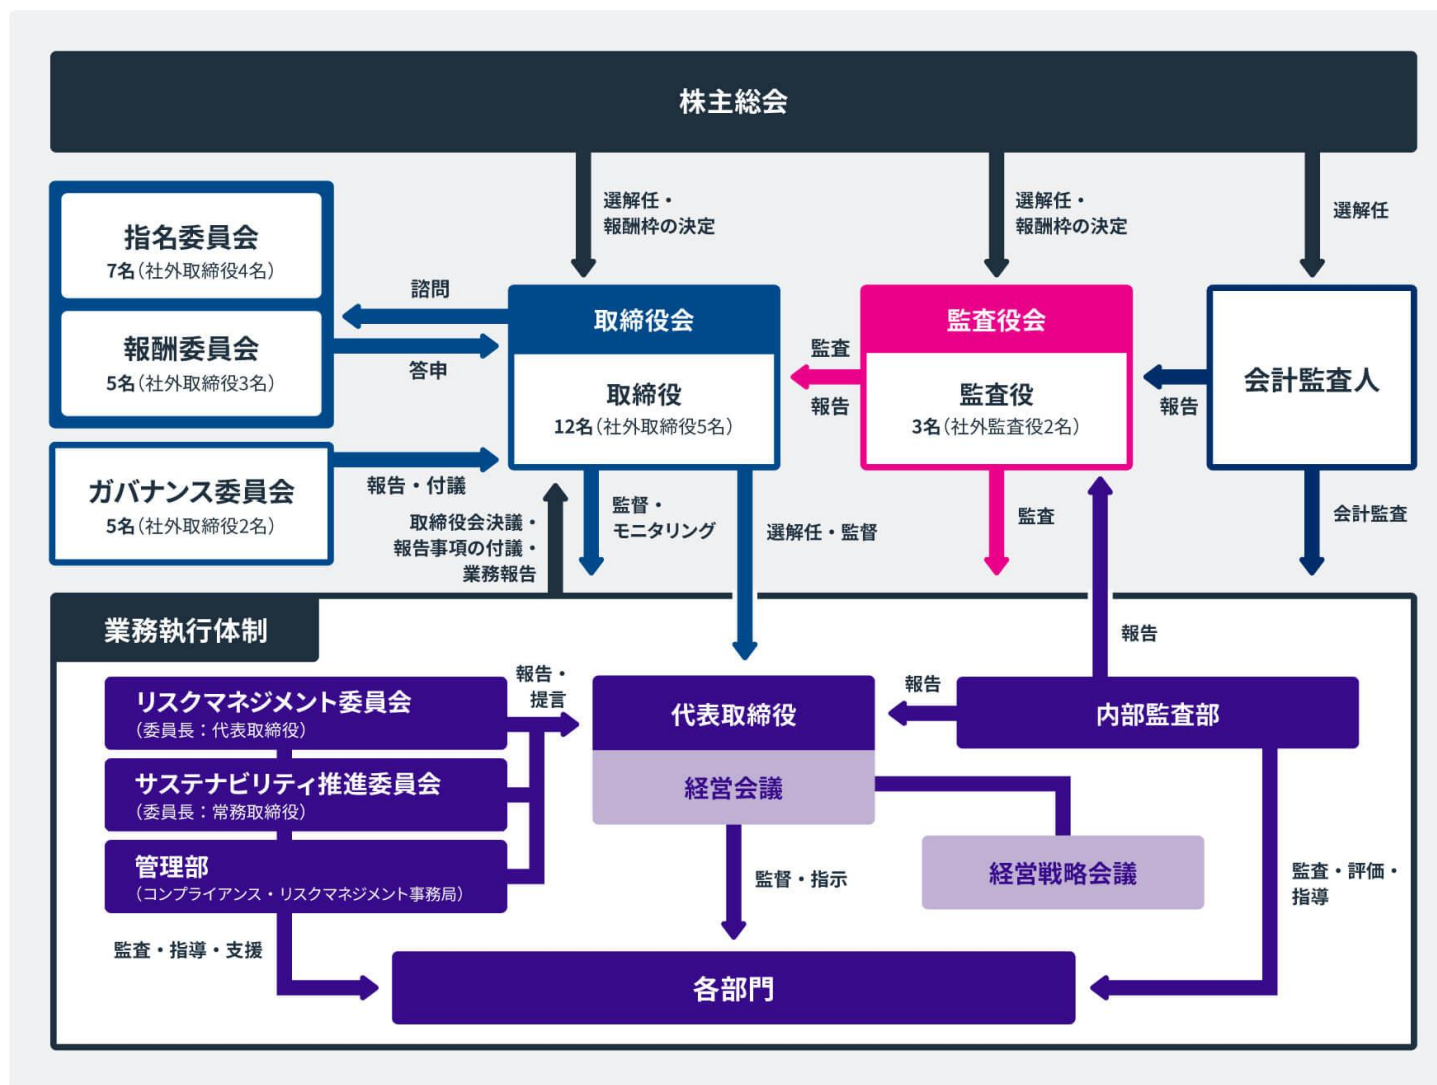 株主総会
選解任・
報酬枠の決定
選解任・
報酬枠の決定
選解任
指名委員会
7名（社外取締役4名）
報酬委員会
5名（社外取締役3名）
諮問
答申
取締役会
取締役
12名（社外取締役5名）
監査
報告
監査役会
監査役
3名（社外監査役2名）
報告
会計監査人
ガバナンス委員会
5名（社外取締役2名）
報告・付議
取締役会決議・
報告事項の付議・
業務報告
監督・
モニタリング
選解任・監督
監査
会計監査
業務執行体制
リスクマネジメント委員会
（委員長：代表取締役）
サステナビリティ推進委員会
（委員長：常務取締役）
管理部
（コンプライアンス・リスクマネジメント事務局）
報告・
提言
代表取締役
経営会議
報告
報告
内部監査部
経営戦略会議
監督・指示
監査・評価・
指導
監査・指導・支援
各部門